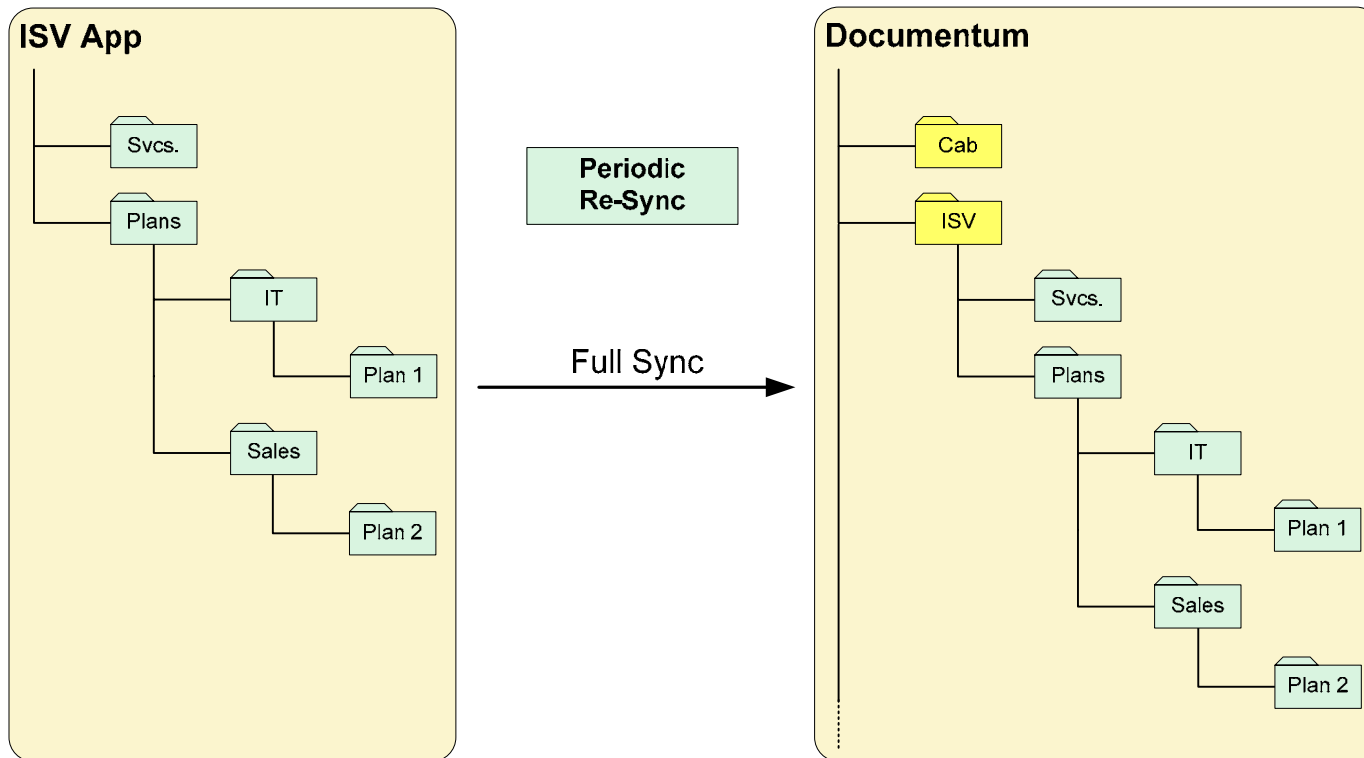 ISV App
Svcs.
Plans
IT
Plan 1
Sales
Plan 2
Periodic
Re-Sync
Full Sync
Documentum
Cab
ISV
Svcs.
Plans
IT
Plan 1
Sales
Plan 2